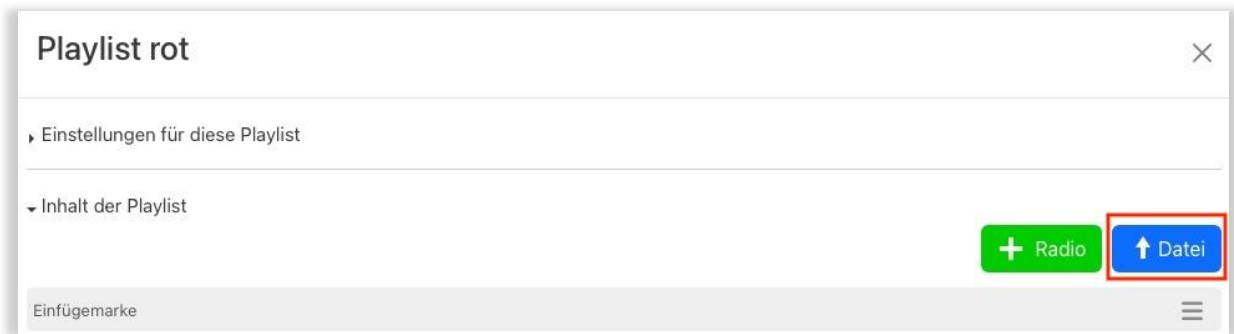 Playlist rot
Einstellungen für diese Playlist
Inhalt der Playlist
Radio
Datei
Einfügemarke